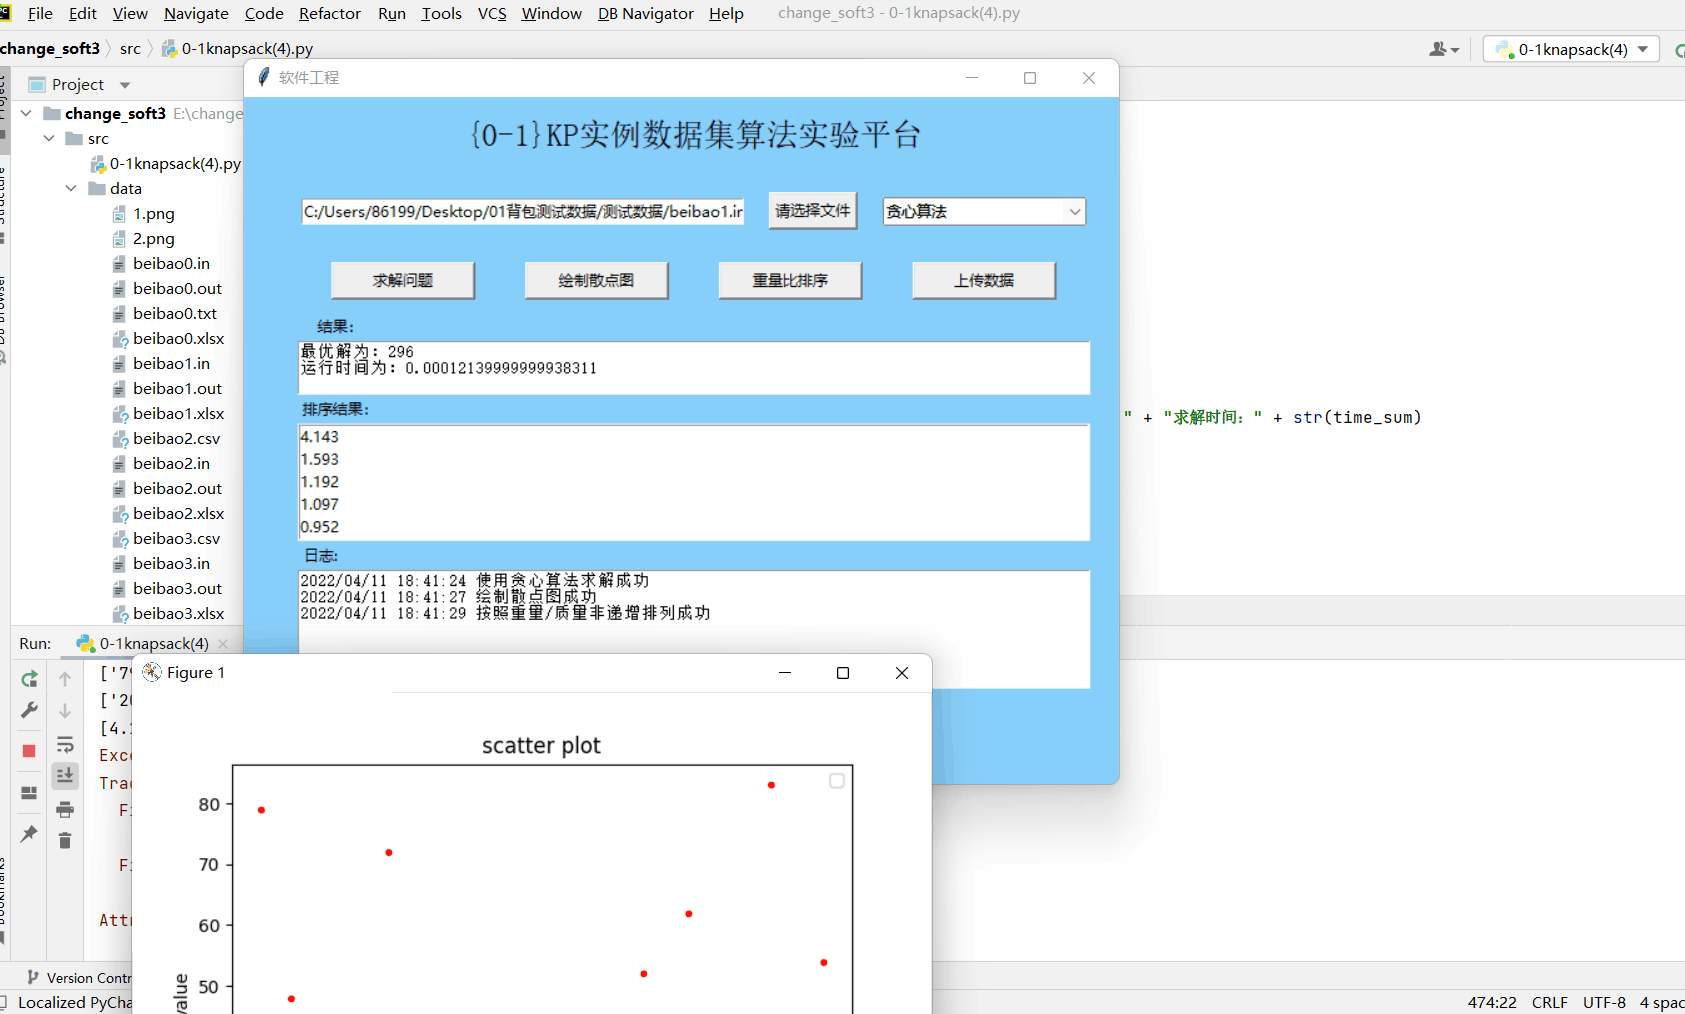 File Edit View Navigate Code Refactor Run Tools VCS Window DB Navigator Help change_soft3 - 0-1knapsack(4).py
change_soft3 src 0-1knapsack(4).py
0-1knapsack(4)
Project
change_soft3 E:\change
src
0-1knapsack(4).py
data
1.png
2.png
beibao0.in
beibao0.out
beibao0.txt
beibao0.xlsx
beibao1.in
beibao1.out
beibao1.xlsx
beibao2.csv
beibao2.in
beibao2.out
beibao2.xlsx
beibao3.csv
beibao3.in
beibao3.out
beibao3.xlsx
软件工程
{0-1}KP实例数据集算法实验平台
C:/Users/86199/Desktop/01背包测试数据/测试数据/beibao1.ir
请选择文件
贪心算法
求解问题 绘制散点图 重量比排序 上传数据
结果:
最优解为: 296
运行时间为: 0.00012139999999938311
排序结果:
4.143
1.593
1.192
1.097
0.952
日志:
2022/04/11 18:41:24 使用贪心算法求解成功
2022/04/11 18:41:27 绘制散点图成功
2022/04/11 18:41:29 按照重量/质量非递增排列成功
" + "求解时间: " + str(time_sum)
Run: 0-1knapsack(4)
['79
['20
[4.1
Exce
Trac
Fi
Fi
Attr
Figure 1
scatter plot
80
70
60
50
value
Version Contr
Localized PyCha
474:22 CRLF UTF-8 4 spac